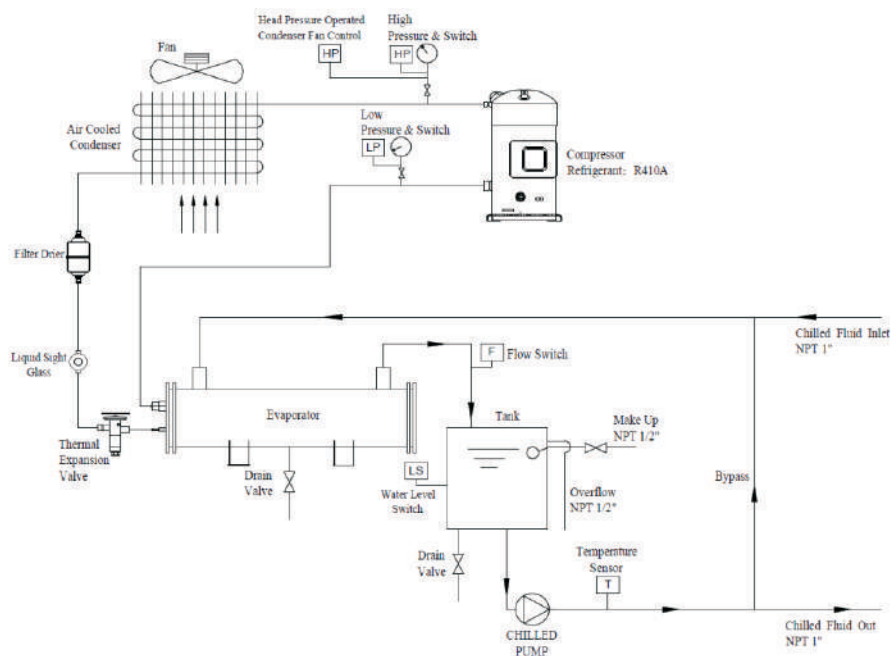 Head Pressure Operated
Condenser Fan Control
HP
High
Pressure & Switch
HP
Fan
Low
Pressure & Switch
LP
Air Cooled
Condenser
Compressor
Refrigerant: R410A
Filter Drier
Chilled Fluid Inlet
NPT 1"
Liquid Sight
Glass
F
Flow Switch
Evaporator
Tank
Make Up
NPT 1/2"
Thermal
Expansion
Valve
Drain
Valve
LS
Water Level
Switch
Overflow
NPT 1/2"
Bypass
Drain
Valve
Temperature
Sensor
T
CHILLED
PUMP
Chilled Fluid Out
NPT 1"